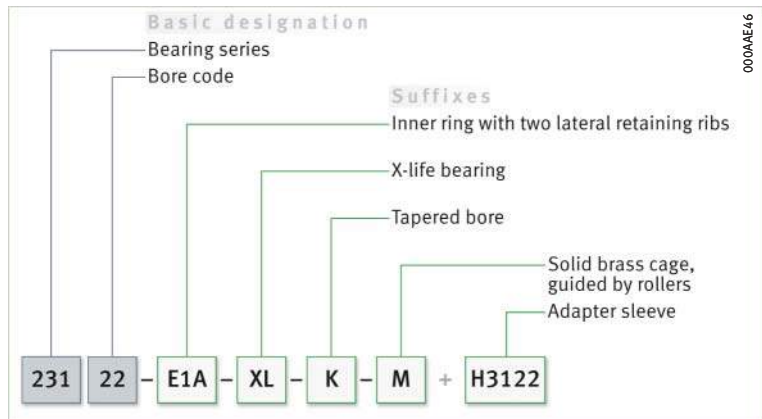 Basic designation
Bearing series
Bore code
Suffixes
Inner ring with two lateral retaining ribs
X-life bearing
Tapered bore
Solid brass cage,
guided by rollers
Adapter sleeve
231 22 – E1A – XL – K – M + H3122
000AAE46